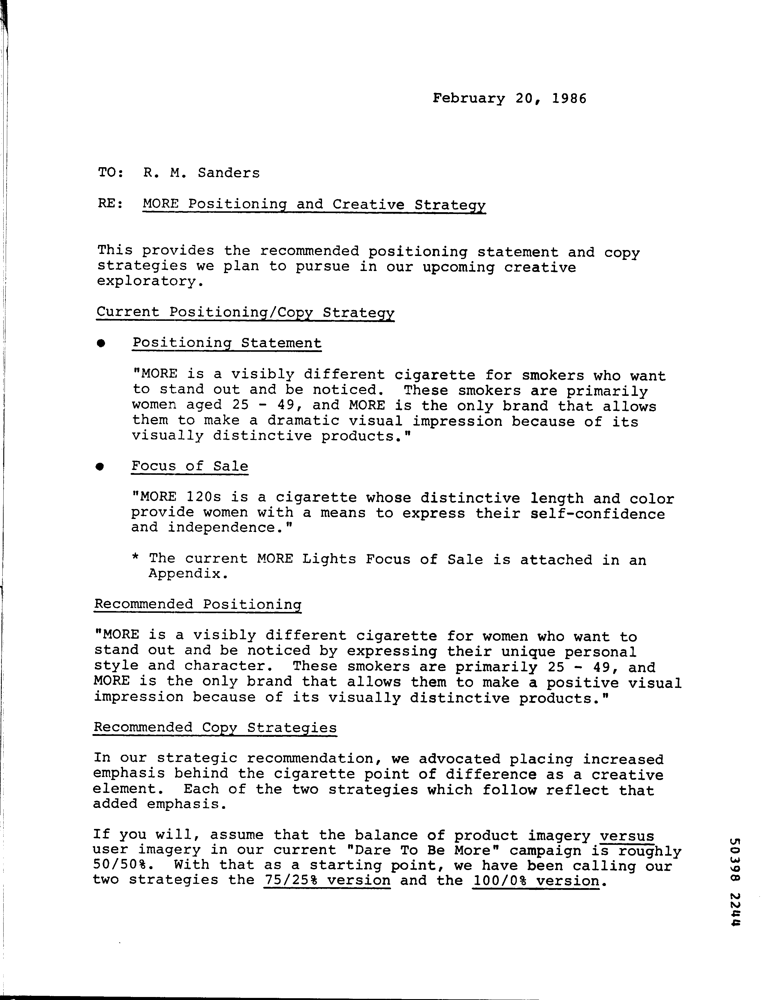 February 20, 1986
TO: R. M. Sanders
RE: MORE Positioning and Creative Strategy
This provides the recommended positioning statement and copy
strategies we plan to pursue in our upcoming creative
exploratory.
Current Positioning/Copy Strategy
● Positioning Statement
"MORE is a visibly different cigarette for smokers who want
to stand out and be noticed. These smokers are primarily
women aged 25 - 49, and MORE is the only brand that allows
them to make a dramatic visual impression because of its
visually distinctive products."
● Focus of Sale
"MORE 120s is a cigarette whose distinctive length and color
provide women with a means to express their self-confidence
and independence."
* The current MORE Lights Focus of Sale is attached in an
Appendix.
Recommended Positioning
"MORE is a visibly different cigarette for women who want to
stand out and be noticed by expressing their unique personal
style and character. These smokers are primarily 25 - 49, and
MORE is the only brand that allows them to make a positive visual
impression because of its visually distinctive products."
Recommended Copy Strategies
In our strategic recommendation, we advocated placing increased
emphasis behind the cigarette point of difference as a creative
element. Each of the two strategies which follow reflect that
added emphasis.
If you will, assume that the balance of product imagery versus
user imagery in our current "Dare To Be More" campaign is roughly
50/50%. With that as a starting point, we have been calling our
two strategies the 75/25% version and the 100/0% version.
50398 2244